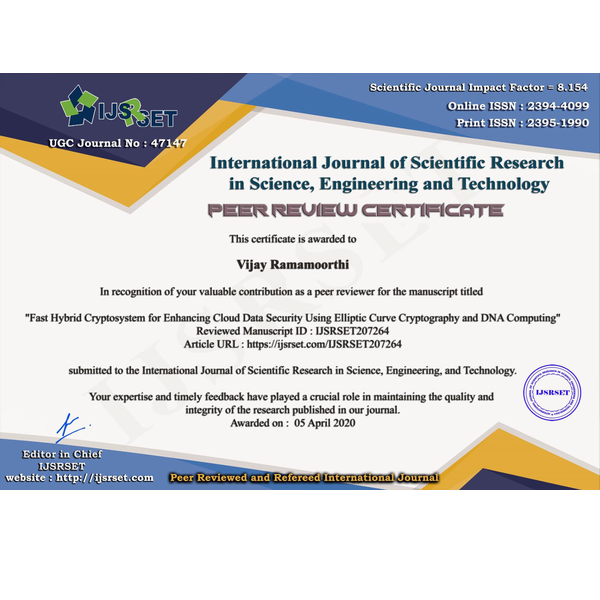 IJSRSET
UGC Journal No : 47147
Scientific Journal Impact Factor = 8.154
Online ISSN : 2394-4099
Print ISSN : 2395-1990
International Journal of Scientific Research
in Science, Engineering and Technology
PEER REVIEW CERTIFICATE
This certificate is awarded to
Vijay Ramamoorthi
In recognition of your valuable contribution as a peer reviewer for the manuscript titled
"Fast Hybrid Cryptosystem for Enhancing Cloud Data Security Using Elliptic Curve Cryptography and DNA Computing"
Reviewed Manuscript ID : IJSRSET207264
Article URL : https://ijsrset.com/IJSRSET207264
submitted to the International Journal of Scientific Research in Science, Engineering, and Technology.
Your expertise and timely feedback have played a crucial role in maintaining the quality and
integrity of the research published in our journal.
Awarded on : 05 April 2020
IJSRSET
Editor in Chief
IJSRSET
website : http://ijsrset.com
Peer Reviewed and Refereed International Journal
IJSRSET